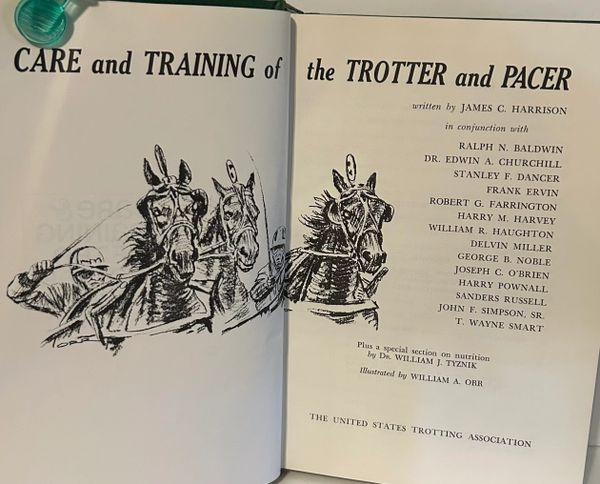 CARE and TRAINING of the TROTTER and PACER
written by JAMES C. HARRISON
in conjunction with
RALPH N. BALDWIN
DR. EDWIN A. CHURCHILL
STANLEY F. DANCER
FRANK ERVIN
ROBERT G. FARRINGTON
HARRY M. HARVEY
WILLIAM R. HAUGHTON
DELVIN MILLER
GEORGE B. NOBLE
JOSEPH C. O'BRIEN
HARRY POWNALL
SANDERS RUSSELL
JOHN F. SIMPSON, SR.
T. WAYNE SMART
Plus a special section on nutrition
by DR. WILLIAM J. TYZNIK
Illustrated by WILLIAM A. ORR
THE UNITED STATES TROTTING ASSOCIATION